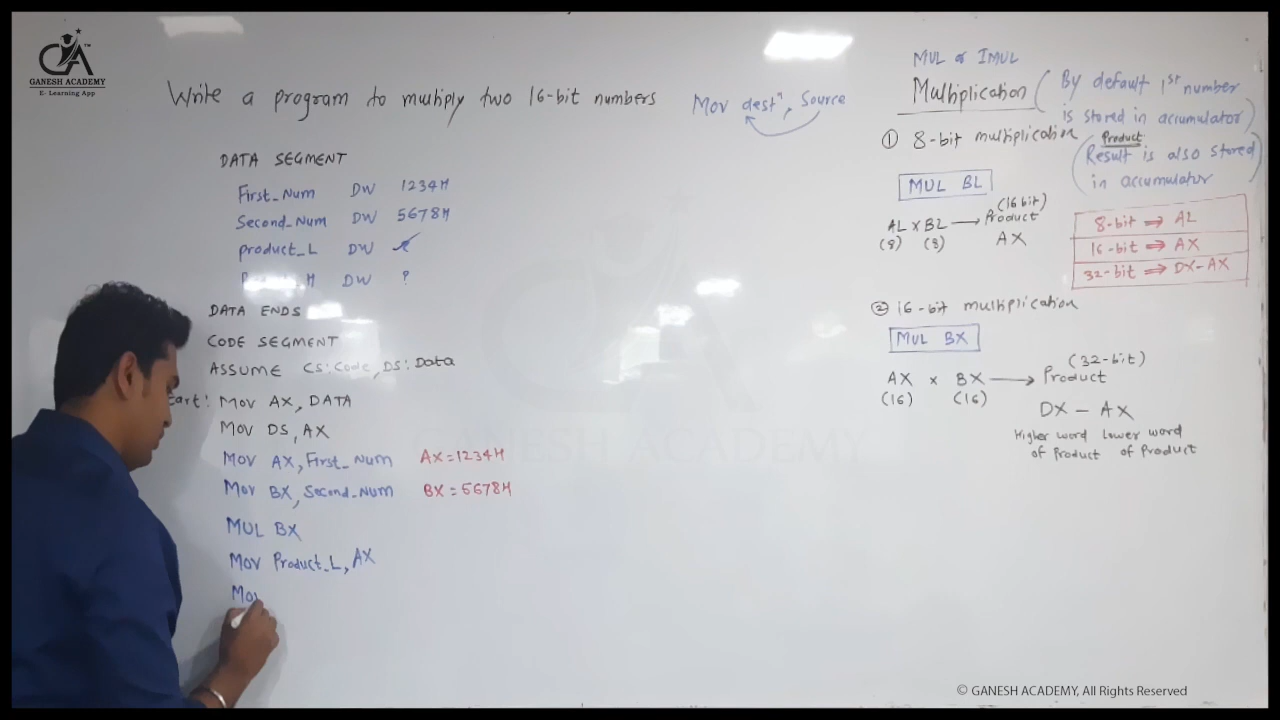 GANESH ACADEMY
E- Learning App
Write a program to multiply two 16-bit numbers
Mov destⁿ, Source
DATA SEGMENT
First_Num DW 1234H
Second_Num DW 5678H
product_L DW
DW ?
DATA ENDS
CODE SEGMENT
ASSUME CS:Code, DS:Data
Mov AX, DATA
Mov DS, AX
Mov AX, First_Num AX=1234H
Mov BX, Second_Num BX=5678H
MUL BX
Mov Product_L, AX
Mov
MUL or IMUL
Multiplication (By default 1st number
is stored in accumulator)
① 8-bit multiplication
Product
(Result is also stored
in accumulator
MUL BL
(16bit)
AL x BL → Product
(8) (8) AX
8-bit ⇒ AL
16-bit ⇒ AX
32-bit ⇒ DX-AX
② 16-bit multiplication
MUL BX
(32-bit)
AX x BX → Product
(16) (16)
DX - AX
Higher word Lower word
of Product of Product
GANESH ACADEMY
© GANESH ACADEMY, All Rights Reserved